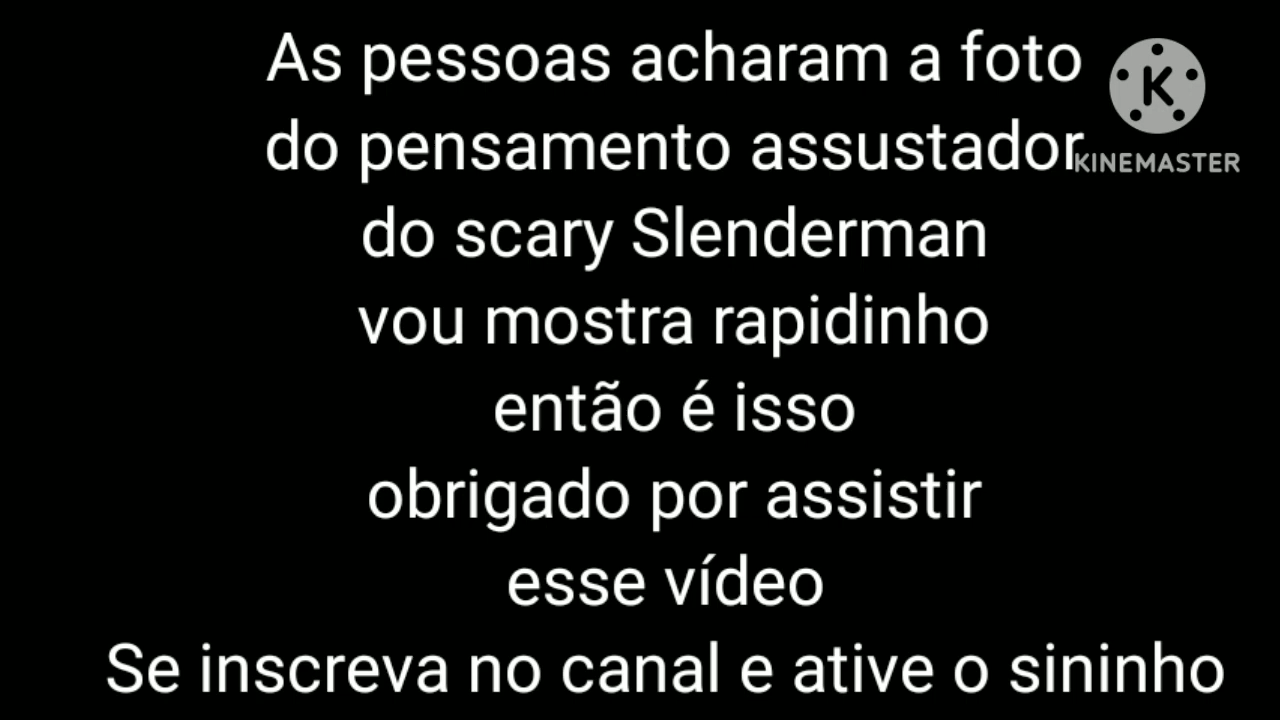 As pessoas acharam a foto
do pensamento assustador
do scary Slenderman
vou mostra rapidinho
então é isso
obrigado por assistir
esse vídeo
Se inscreva no canal e ative o sininho
K
KINEMASTER